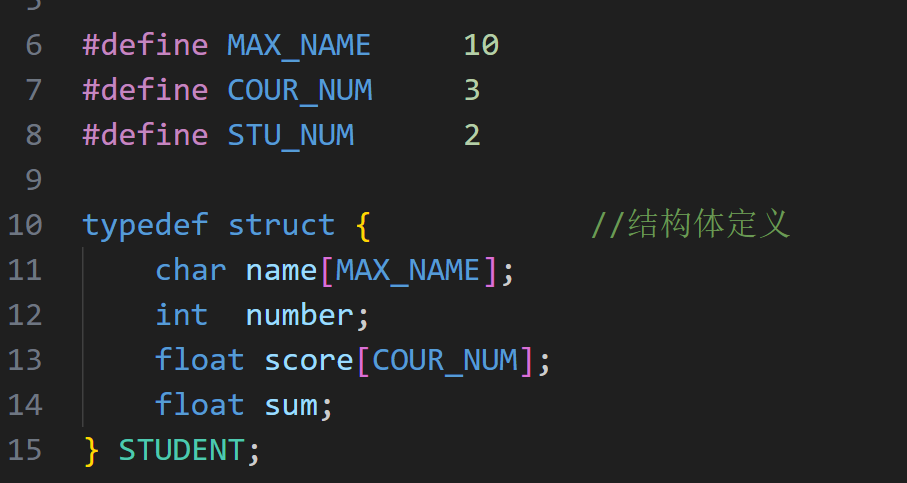 5
6 #define MAX_NAME     10
7 #define COUR_NUM     3
8 #define STU_NUM      2
9
10 typedef struct {            //结构体定义
11     char name[MAX_NAME];
12     int  number;
13     float score[COUR_NUM];
14     float sum;
15 } STUDENT;